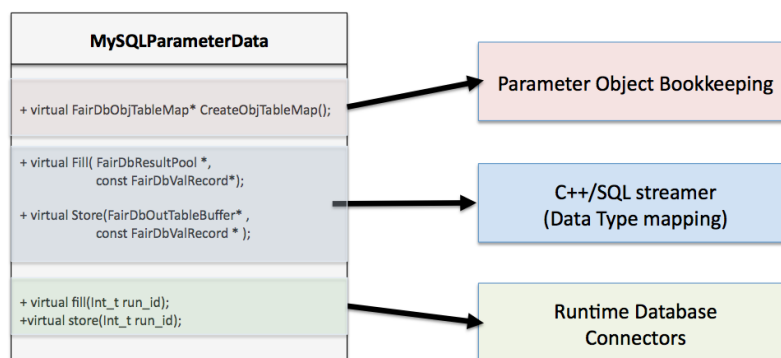 MySQLParameterData
+ virtual FairDbObjTableMap* CreateObjTableMap();
+ virtual Fill( FairDbResultPool *,
const FairDbValRecord*);
+ virtual Store(FairDbOutTableBuffer* ,
const FairDbValRecord * );
+ virtual fill(Int_t run_id);
+virtual store(Int_t run_id);
Parameter Object Bookkeeping
C++/SQL streamer
(Data Type mapping)
Runtime Database
Connectors